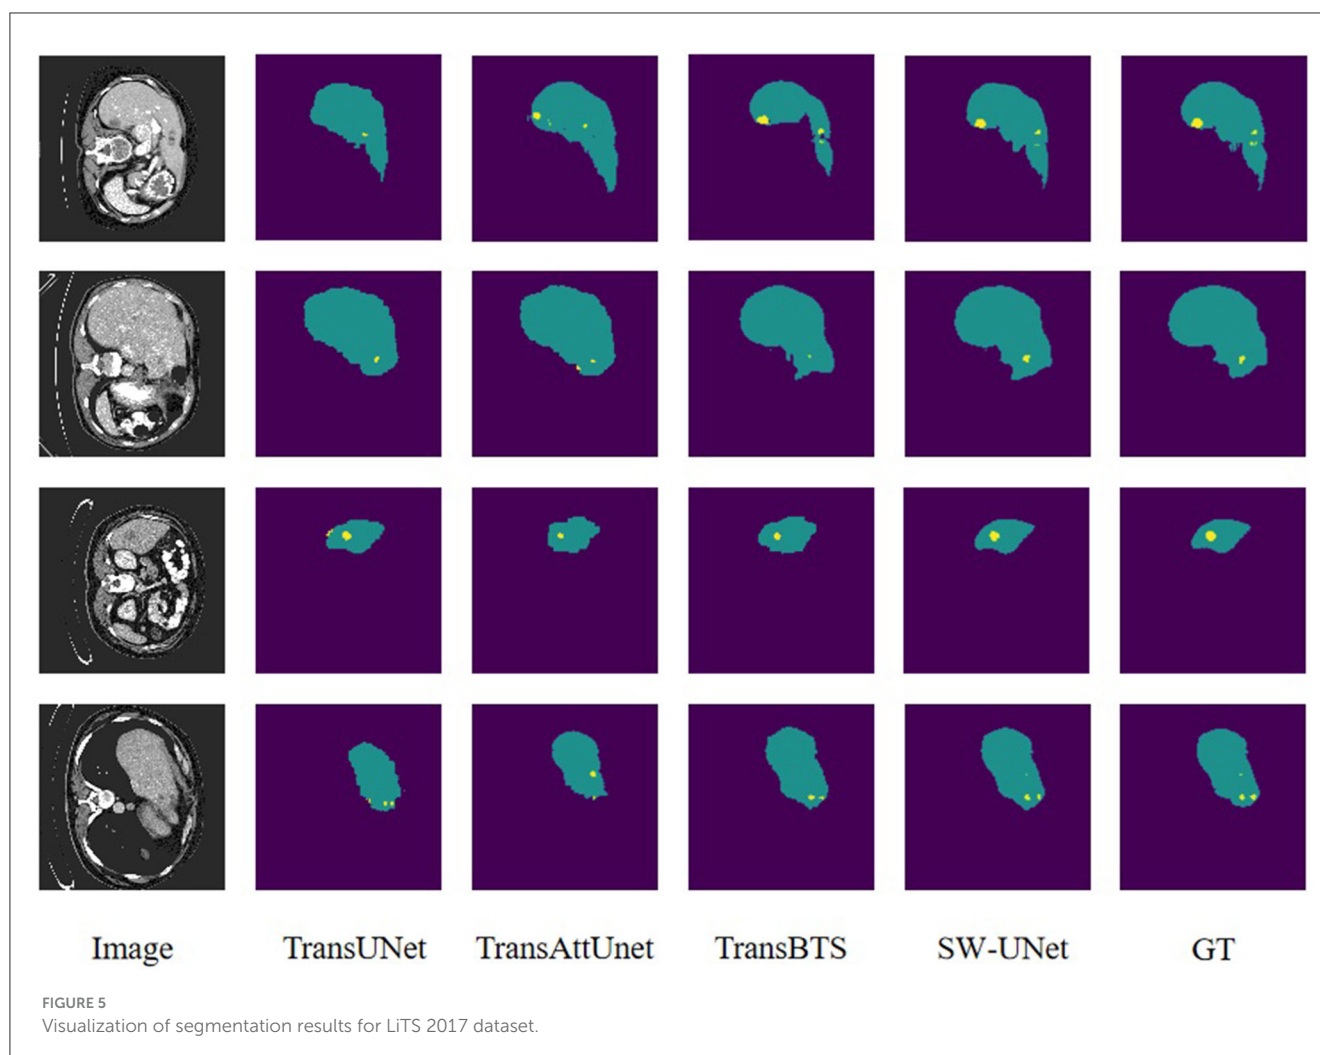 Image TransUNet TransAttUnet TransBTS SW-UNet GT
FIGURE 5
Visualization of segmentation results for LiTS 2017 dataset.